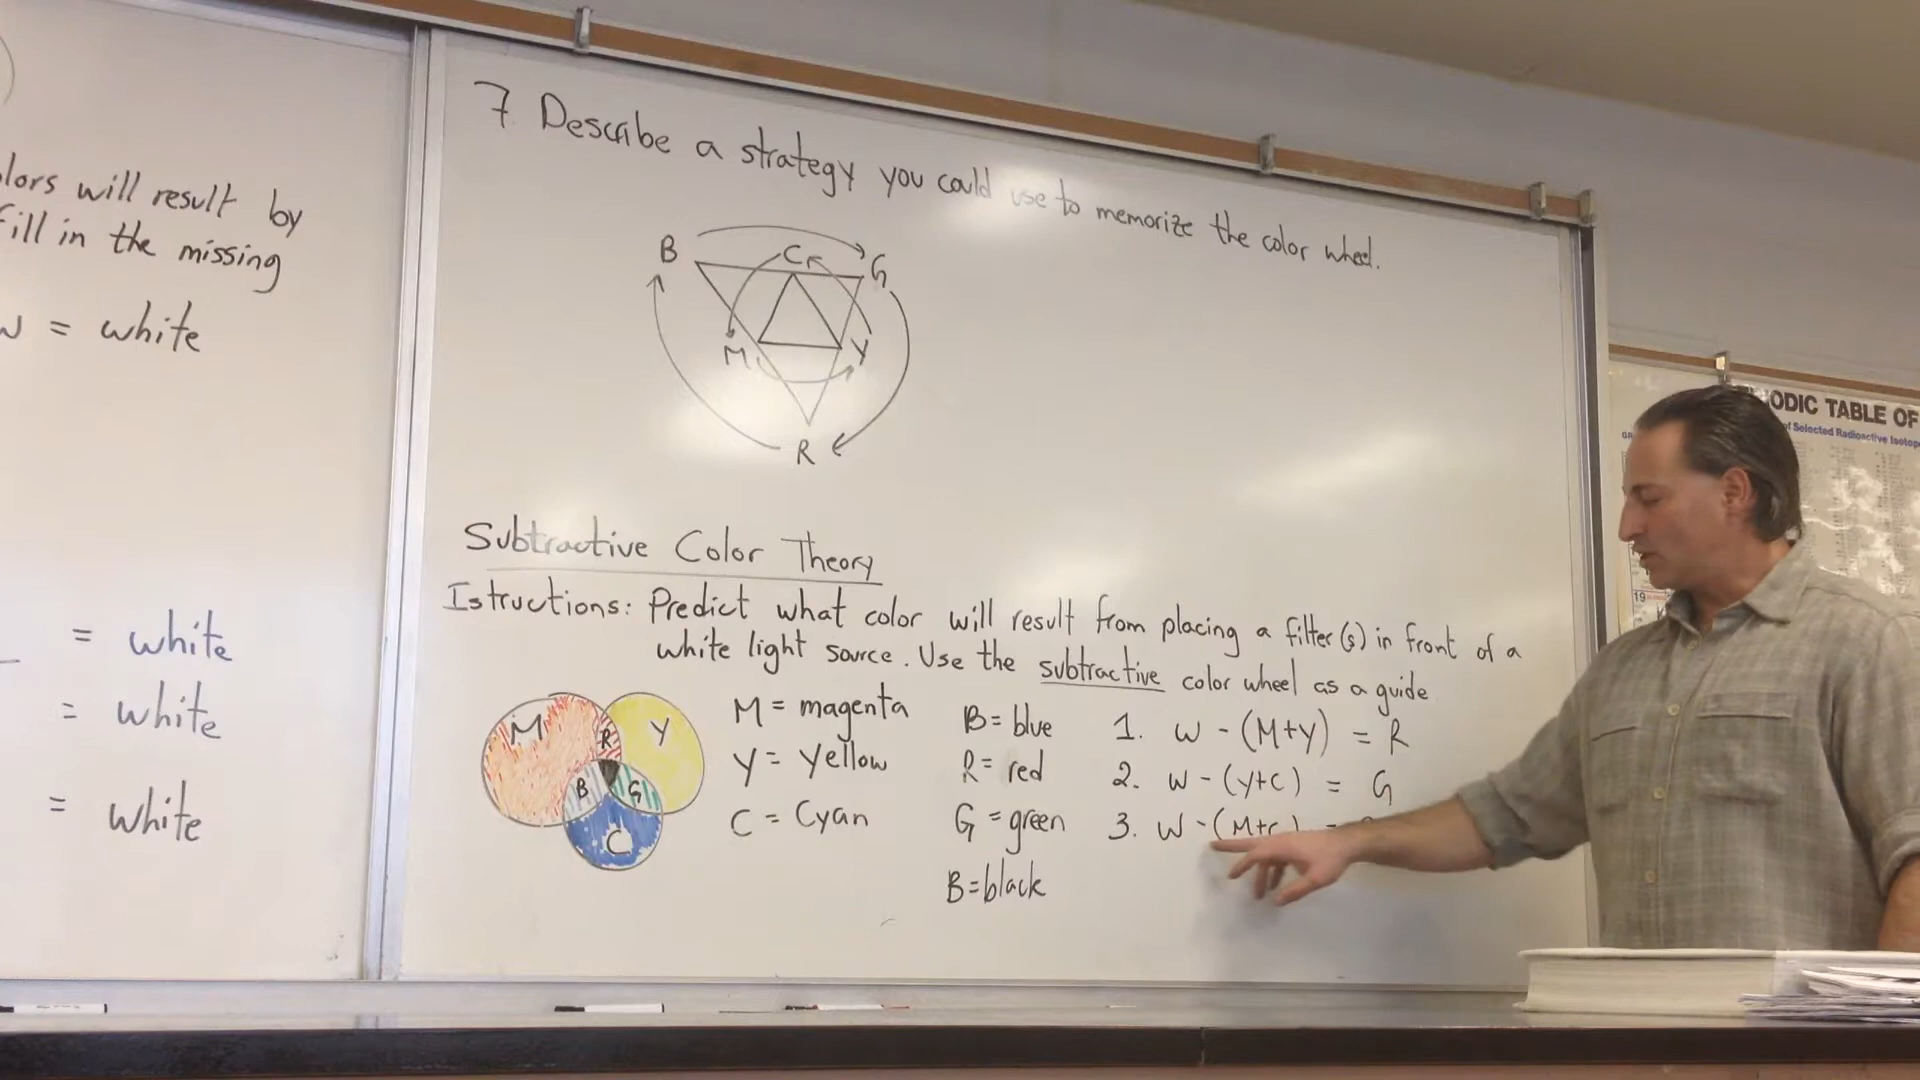 lors will result by
fill in the missing
= white
= white
= white
= white
7. Describe a strategy you could use to memorize the color wheel.
B C G
M Y
R
Subtractive Color Theory
Istructions: Predict what color will result from placing a filter(s) in front of a
white light source. Use the subtractive color wheel as a guide
M R Y
B G
C
M = magenta
Y = Yellow
C = Cyan
B = blue
R = red
G = green
B = black
1. W - (M+Y) = R
2. W - (Y+C) = G
3. W - (M+C) =
ODIC TABLE OF
of Selected Radioactive Isotop
19